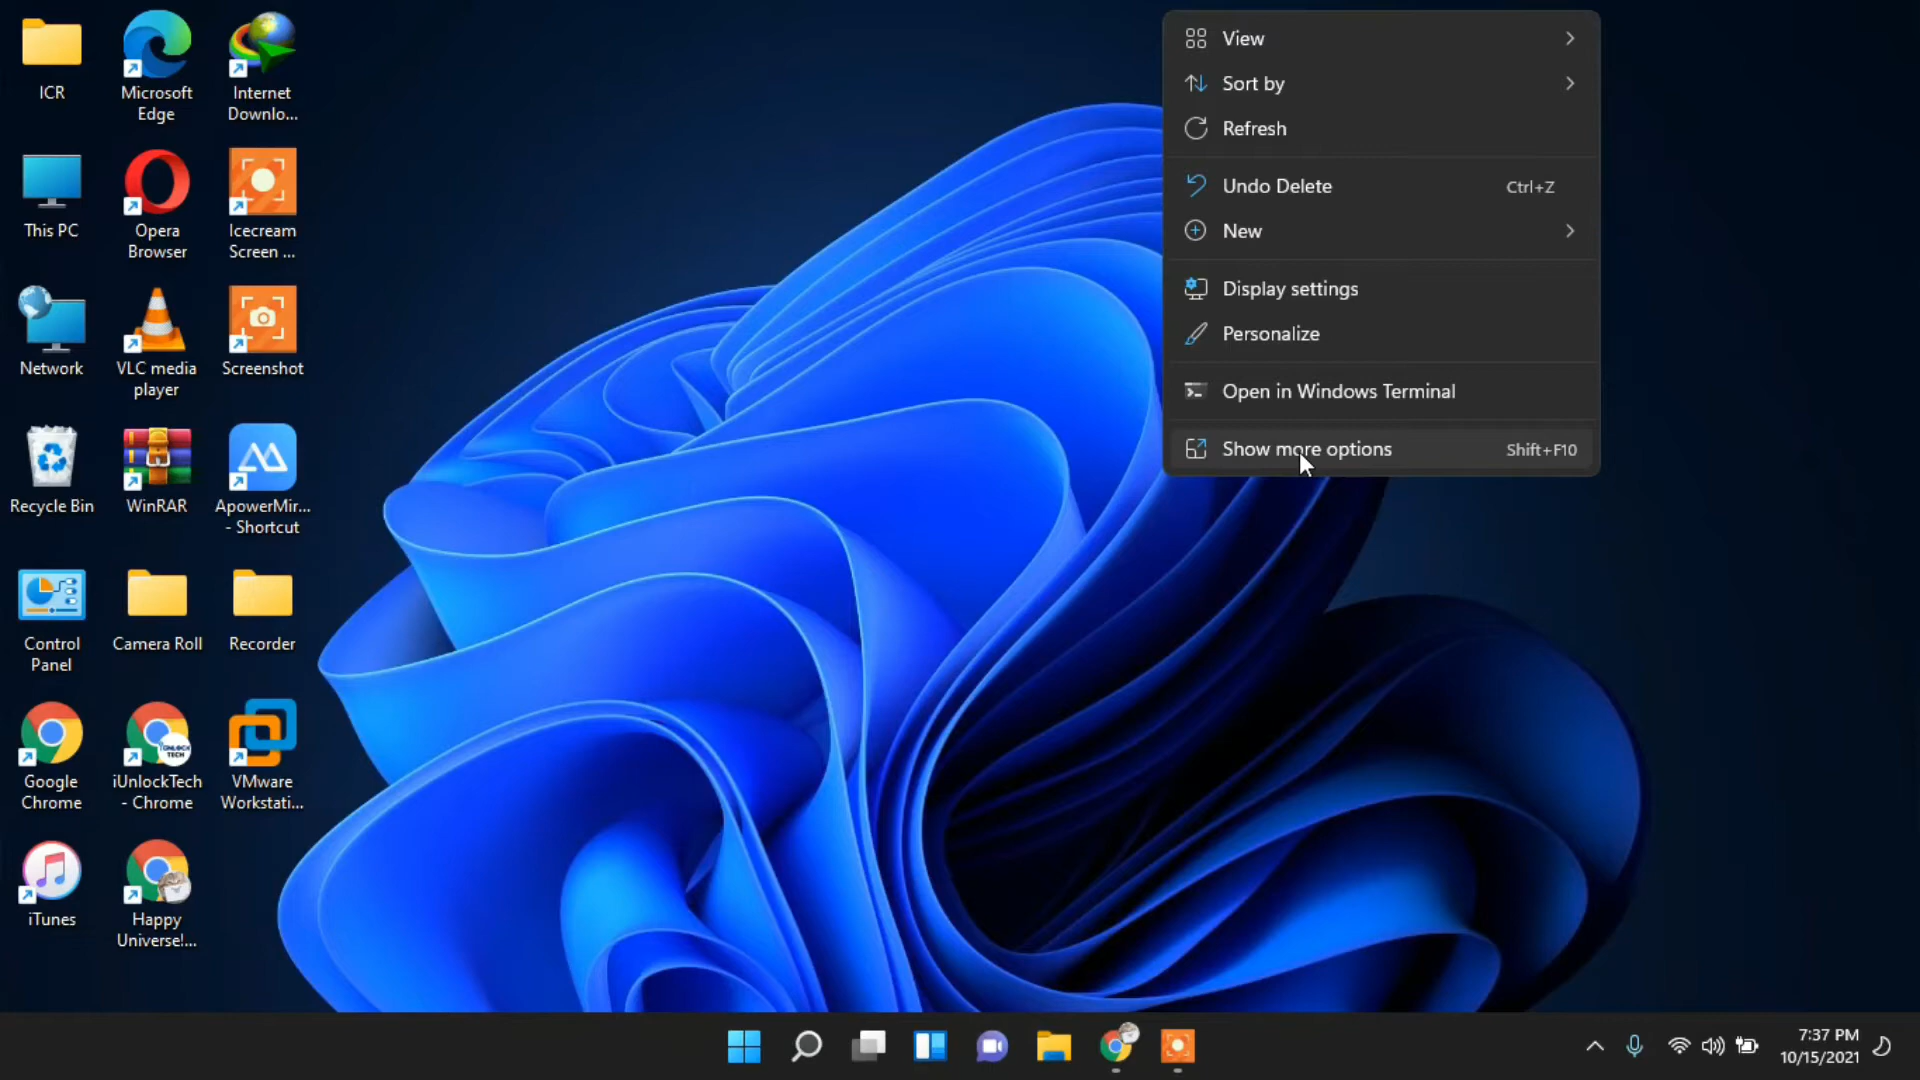 ICR
Microsoft
Edge
Internet
Downlo...
This PC
Opera
Browser
Icecream
Screen ...
Network
VLC media
player
Screenshot
Recycle Bin
WinRAR
ApowerMir...
- Shortcut
Control
Panel
Camera Roll
Recorder
Google
Chrome
iUnlockTech
- Chrome
VMware
Workstati...
iTunes
Happy
Universe!...
View
Sort by
Refresh
Undo Delete Ctrl+Z
New
Display settings
Personalize
Open in Windows Terminal
Show more options Shift+F10
7:37 PM
10/15/2021